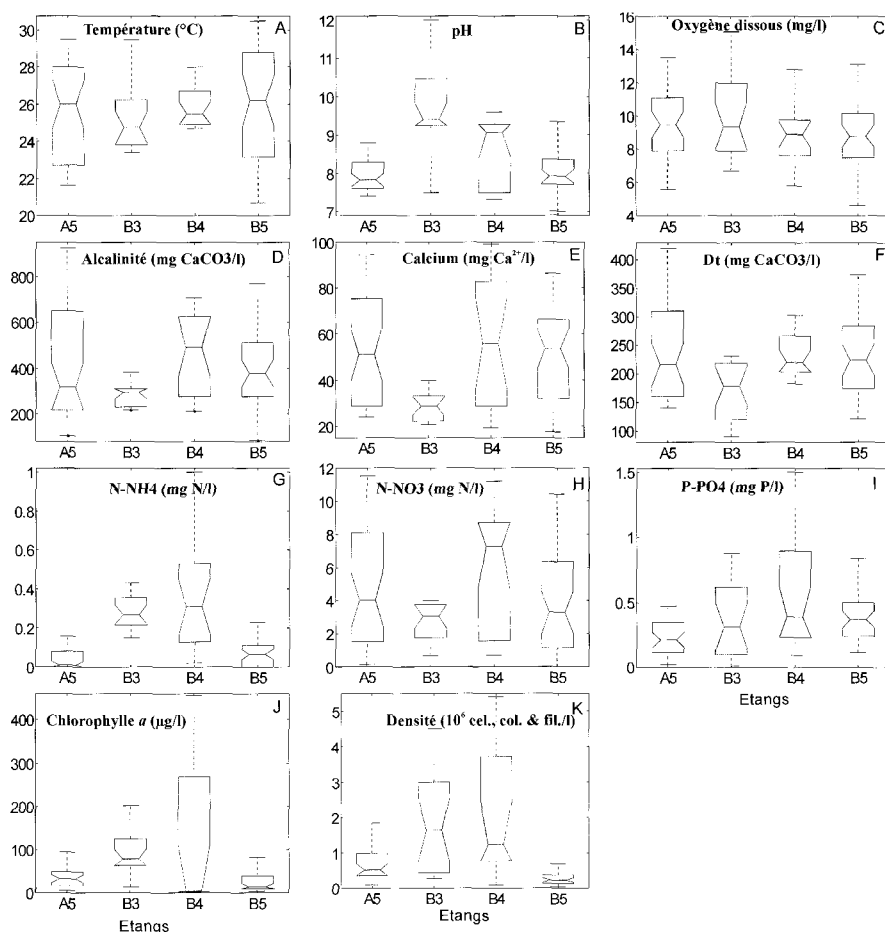 Température (°C) A
30
28
26
24
22
20
A5 B3 B4 B5
pH B
12
11
10
9
8
7
A5 B3 B4 B5
Oxygène dissous (mg/l) C
16
14
12
10
8
6
4
A5 B3 B4 B5
Alcalinité (mg CaCO3/l) D
800
600
400
200
A5 B3 B4 B5
Calcium (mg Ca²⁺/l) E
100
80
60
40
20
A5 B3 B4 B5
Dt (mg CaCO3/l) F
400
350
300
250
200
150
100
A5 B3 B4 B5
N-NH4 (mg N/l) G
1
0.8
0.6
0.4
0.2
0
A5 B3 B4 B5
N-NO3 (mg N/l) H
12
10
8
6
4
2
0
A5 B3 B4 B5
P-PO4 (mg P/l) I
1.5
1
0.5
0
A5 B3 B4 B5
Etangs
Chlorophylle a (µg/l) J
400
300
200
100
0
A5 B3 B4 B5
Etangs
Densité (10⁶ cel., col. & fil./l) K
5
4
3
2
1
0
A5 B3 B4 B5
Etangs